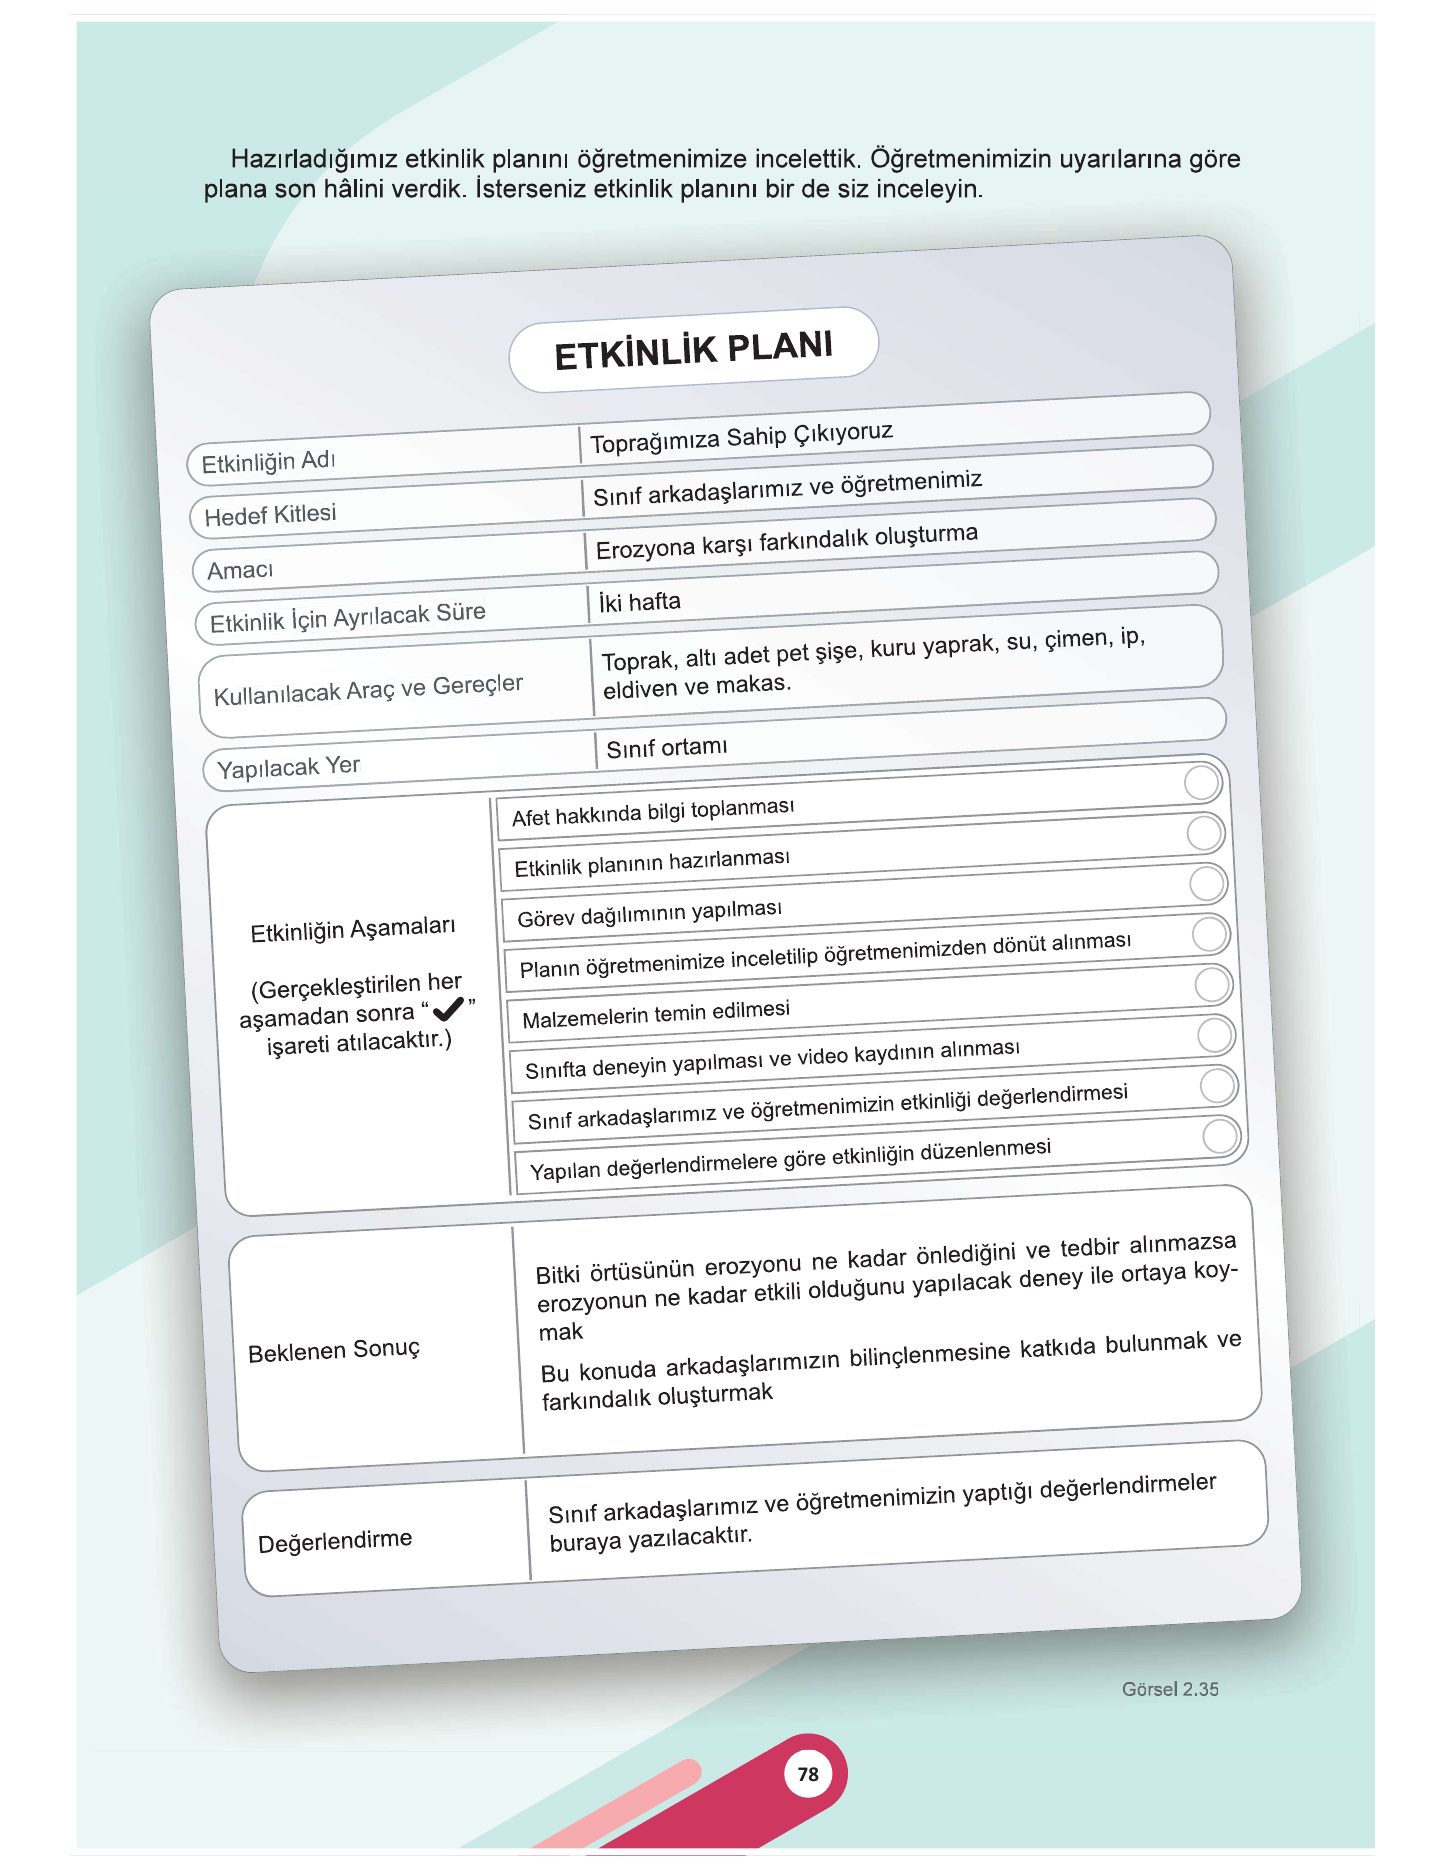 Hazırladığımız etkinlik planını öğretmenimize incelettik. Öğretmenimizin uyarılarına göre
plana son hâlini verdik. İsterseniz etkinlik planını bir de siz inceleyin.
ETKİNLİK PLANI
Etkinliğin Adı
Toprağımıza Sahip Çıkıyoruz
Hedef Kitlesi
Sınıf arkadaşlarımız ve öğretmenimiz
Amacı
Erozyona karşı farkındalık oluşturma
Etkinlik İçin Ayrılacak Süre
İki hafta
Kullanılacak Araç ve Gereçler
Toprak, altı adet pet şişe, kuru yaprak, su, çimen, ip,
eldiven ve makas.
Yapılacak Yer
Sınıf ortamı
Etkinliğin Aşamaları
(Gerçekleştirilen her
aşamadan sonra “✔”
işareti atılacaktır.)
Afet hakkında bilgi toplanması
Etkinlik planının hazırlanması
Görev dağılımının yapılması
Planın öğretmenimize inceletilip öğretmenimizden dönüt alınması
Malzemelerin temin edilmesi
Sınıfta deneyin yapılması ve video kaydının alınması
Sınıf arkadaşlarımız ve öğretmenimizin etkinliği değerlendirmesi
Yapılan değerlendirmelere göre etkinliğin düzenlenmesi
Beklenen Sonuç
Bitki örtüsünün erozyonu ne kadar önlediğini ve tedbir alınmazsa
erozyonun ne kadar etkili olduğunu yapılacak deney ile ortaya koy-
mak
Bu konuda arkadaşlarımızın bilinçlenmesine katkıda bulunmak ve
farkındalık oluşturmak
Değerlendirme
Sınıf arkadaşlarımız ve öğretmenimizin yaptığı değerlendirmeler
buraya yazılacaktır.
Görsel 2.35
78